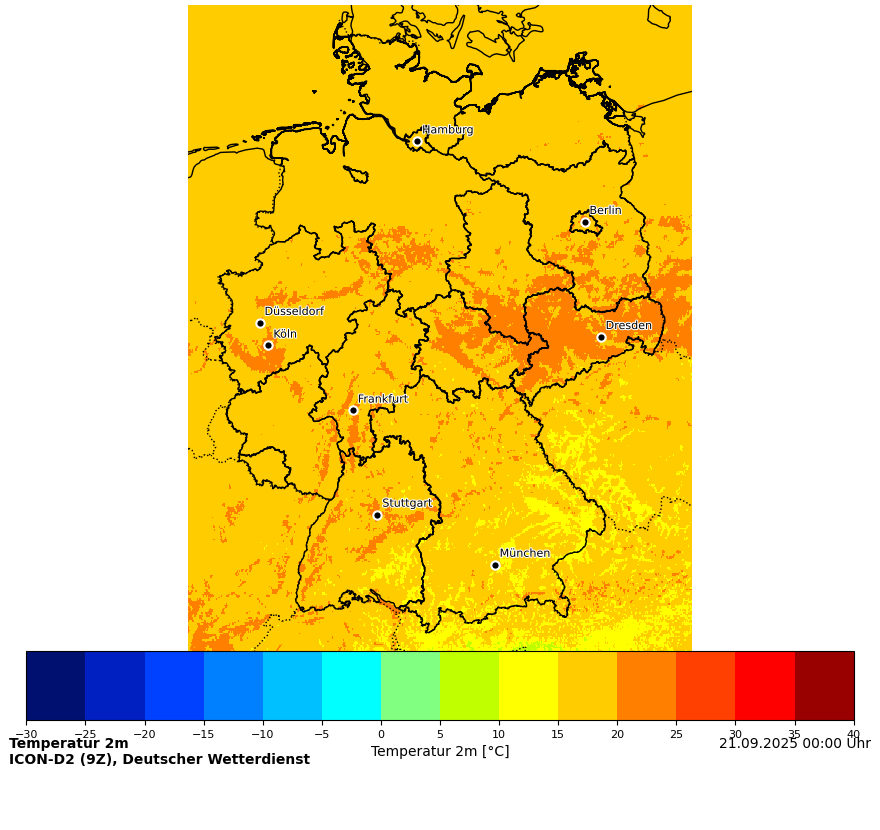 Hamburg
Berlin
Düsseldorf
Köln
Dresden
Frankfurt
Stuttgart
München
−30 −25 −20 −15 −10 −5 0 5 10 15 20 25 30 35 40
Temperatur 2m
ICON-D2 (9Z), Deutscher Wetterdienst
Temperatur 2m [°C]
21.09.2025 00:00 Uhr